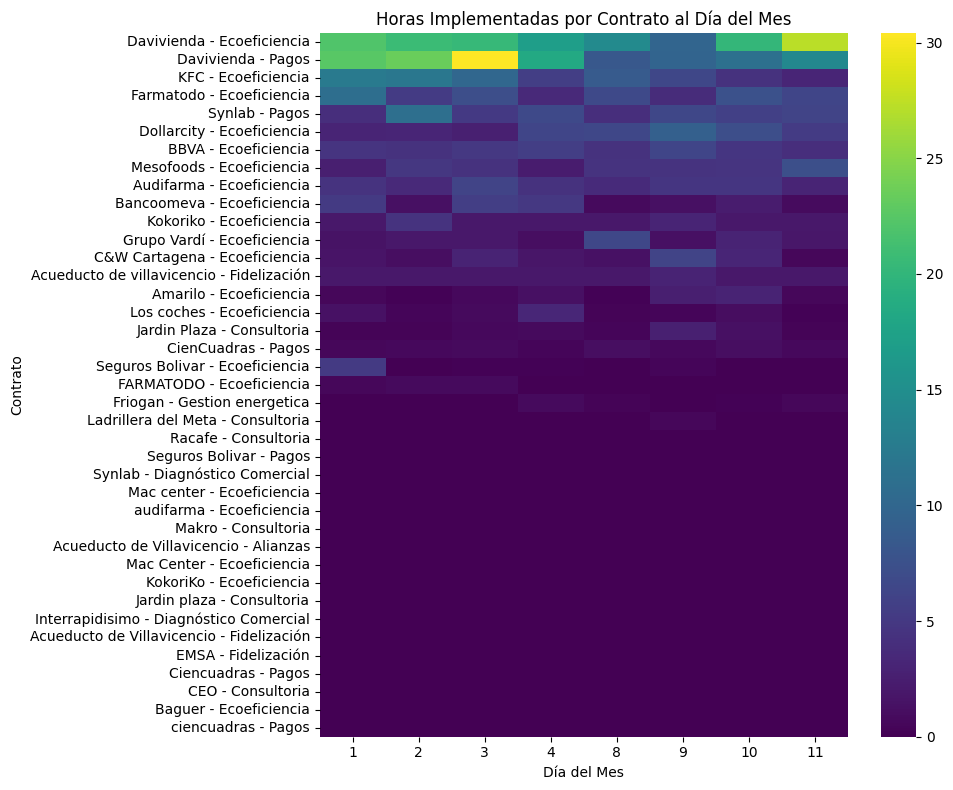 Horas Implementadas por Contrato al Día del Mes
Contrato
Davivienda - Ecoeficiencia
Davivienda - Pagos
KFC - Ecoeficiencia
Farmatodo - Ecoeficiencia
Synlab - Pagos
Dollarcity - Ecoeficiencia
BBVA - Ecoeficiencia
Mesofoods - Ecoeficiencia
Audifarma - Ecoeficiencia
Bancoomeva - Ecoeficiencia
Kokoriko - Ecoeficiencia
Grupo Vardí - Ecoeficiencia
C&W Cartagena - Ecoeficiencia
Acueducto de villavicencio - Fidelización
Amarilo - Ecoeficiencia
Los coches - Ecoeficiencia
Jardin Plaza - Consultoria
CienCuadras - Pagos
Seguros Bolivar - Ecoeficiencia
FARMATODO - Ecoeficiencia
Friogan - Gestion energetica
Ladrillera del Meta - Consultoria
Racafe - Consultoria
Seguros Bolivar - Pagos
Synlab - Diagnóstico Comercial
Mac center - Ecoeficiencia
audifarma - Ecoeficiencia
Makro - Consultoria
Acueducto de Villavicencio - Alianzas
Mac Center - Ecoeficiencia
KokoriKo - Ecoeficiencia
Jardin plaza - Consultoria
Interrapidisimo - Diagnóstico Comercial
Acueducto de Villavicencio - Fidelización
EMSA - Fidelización
Ciencuadras - Pagos
CEO - Consultoria
Baguer - Ecoeficiencia
ciencuadras - Pagos
1 2 3 4 8 9 10 11
Día del Mes
30
25
20
15
10
5
0